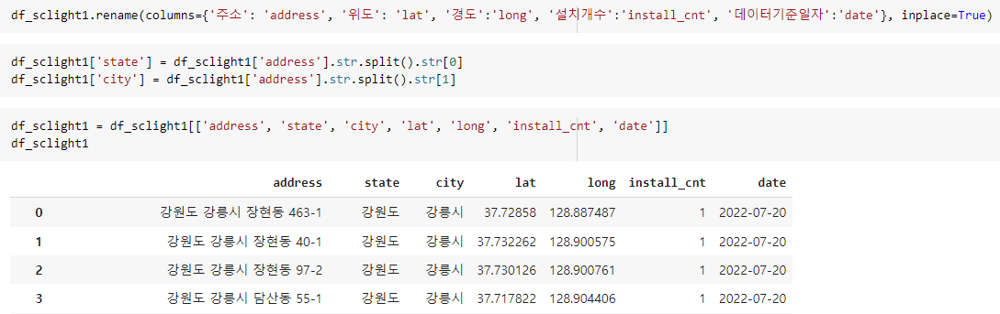 df_sclight1.rename(columns={'주소': 'address', '위도': 'lat', '경도':'long', '설치개수':'install_cnt', '데이터기준일자':'date'}, inplace=True)
df_sclight1['state'] = df_sclight1['address'].str.split().str[0]
df_sclight1['city'] = df_sclight1['address'].str.split().str[1]
df_sclight1 = df_sclight1[['address', 'state', 'city', 'lat', 'long', 'install_cnt', 'date']]
df_sclight1
address state city lat long install_cnt date
0 강원도 강릉시 장현동 463-1 강원도 강릉시 37.72858 128.887487 1 2022-07-20
1 강원도 강릉시 장현동 40-1 강원도 강릉시 37.732262 128.900575 1 2022-07-20
2 강원도 강릉시 장현동 97-2 강원도 강릉시 37.730126 128.900761 1 2022-07-20
3 강원도 강릉시 담산동 55-1 강원도 강릉시 37.717822 128.904406 1 2022-07-20